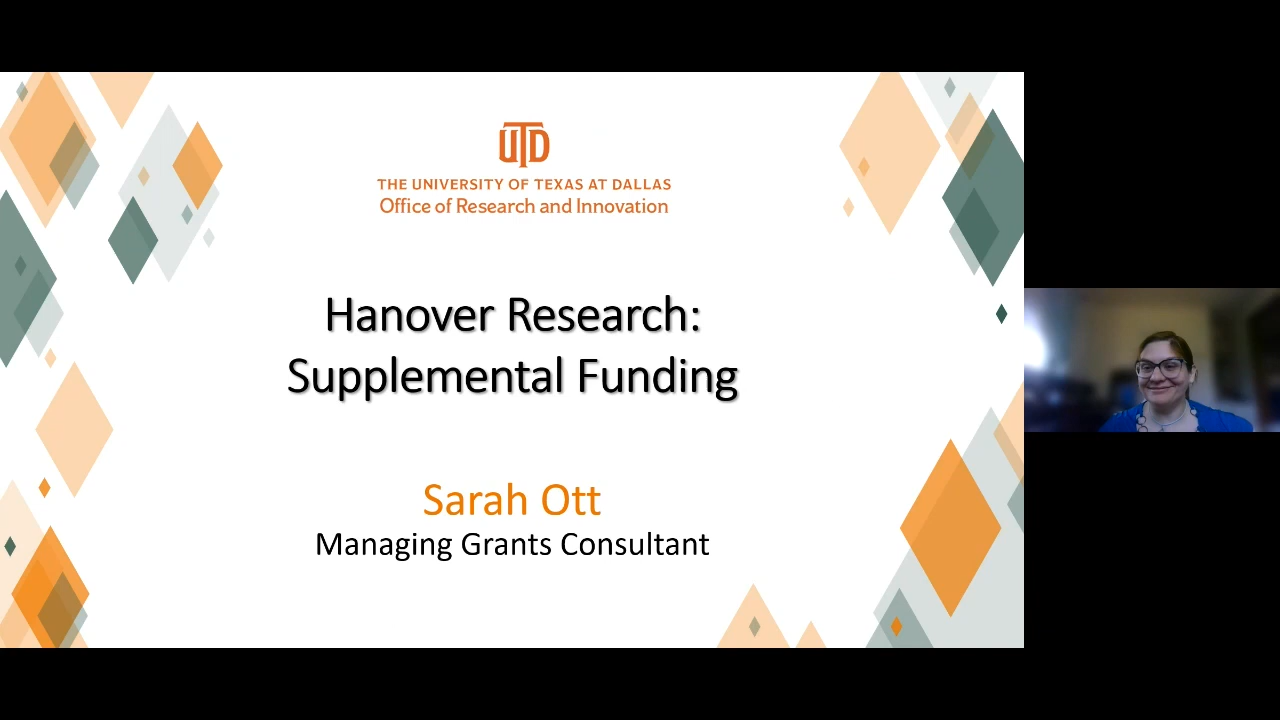 UTD
THE UNIVERSITY OF TEXAS AT DALLAS
Office of Research and Innovation
Hanover Research:
Supplemental Funding
Sarah Ott
Managing Grants Consultant